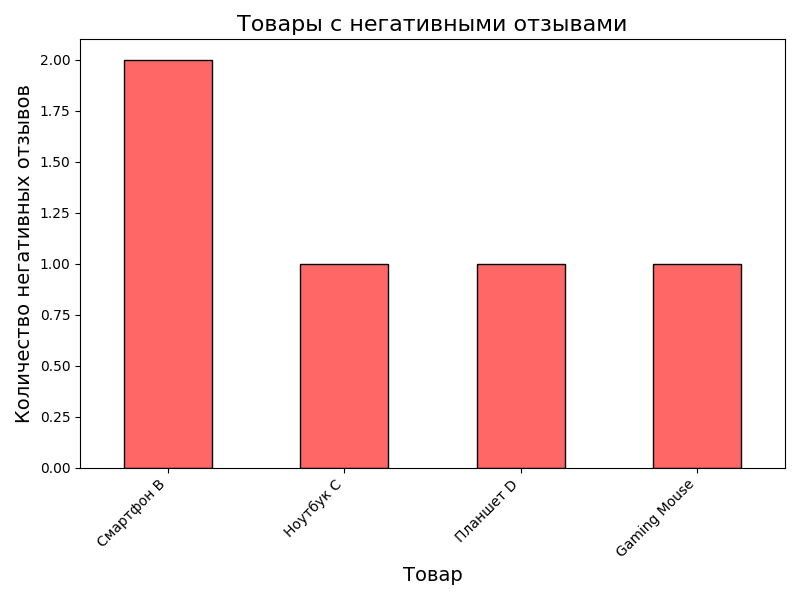 Товары с негативными отзывами
Количество негативных отзывов
2.00
1.75
1.50
1.25
1.00
0.75
0.50
0.25
0.00
Смартфон B
Ноутбук C
Планшет D
Gaming Mouse
Товар